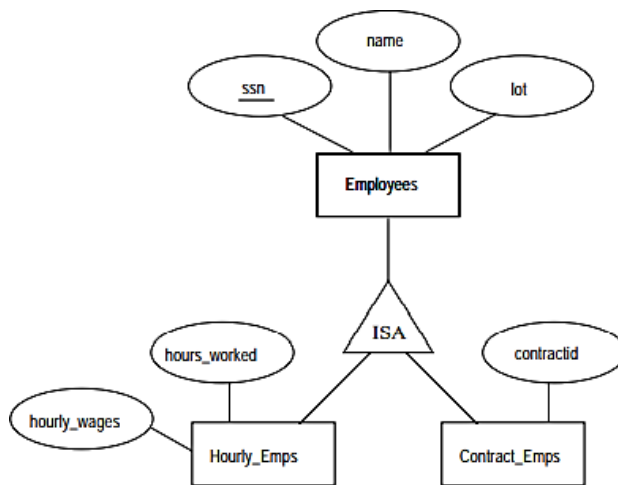 name
ssn
lot
Employees
ISA
hours_worked
contractid
hourly_wages
Hourly_Emps
Contract_Emps